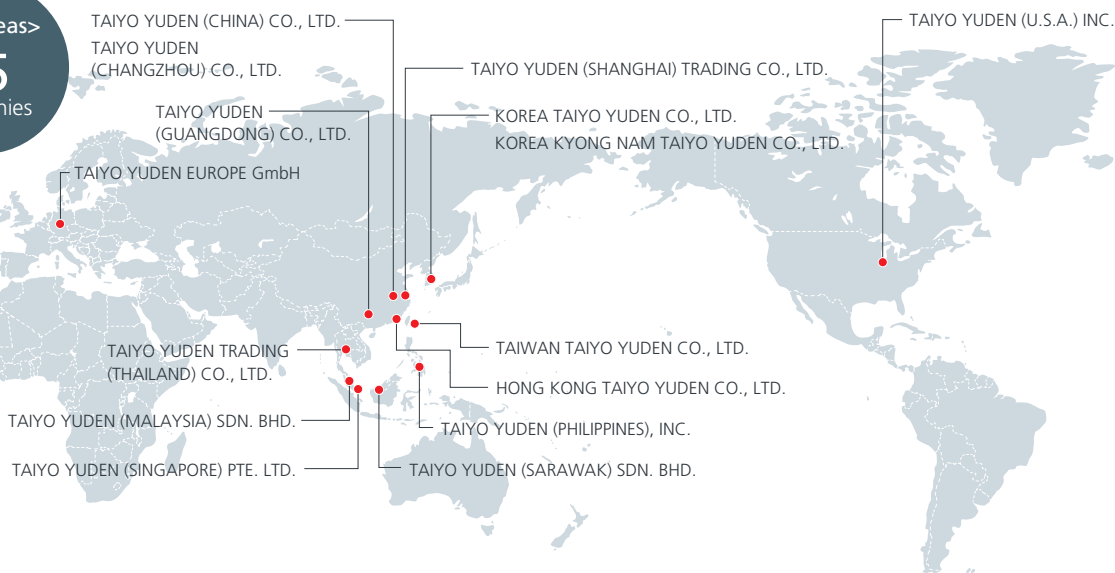 TAIYO YUDEN (CHINA) CO., LTD.
TAIYO YUDEN
(CHANGZHOU) CO., LTD.
TAIYO YUDEN (U.S.A.) INC.
TAIYO YUDEN (SHANGHAI) TRADING CO., LTD.
TAIYO YUDEN
(GUANGDONG) CO., LTD.
KOREA TAIYO YUDEN CO., LTD.
KOREA KYONG NAM TAIYO YUDEN CO., LTD.
TAIYO YUDEN EUROPE GmbH
TAIYO YUDEN TRADING
(THAILAND) CO., LTD.
TAIWAN TAIYO YUDEN CO., LTD.
HONG KONG TAIYO YUDEN CO., LTD.
TAIYO YUDEN (MALAYSIA) SDN. BHD.
TAIYO YUDEN (PHILIPPINES), INC.
TAIYO YUDEN (SINGAPORE) PTE. LTD.
TAIYO YUDEN (SARAWAK) SDN. BHD.